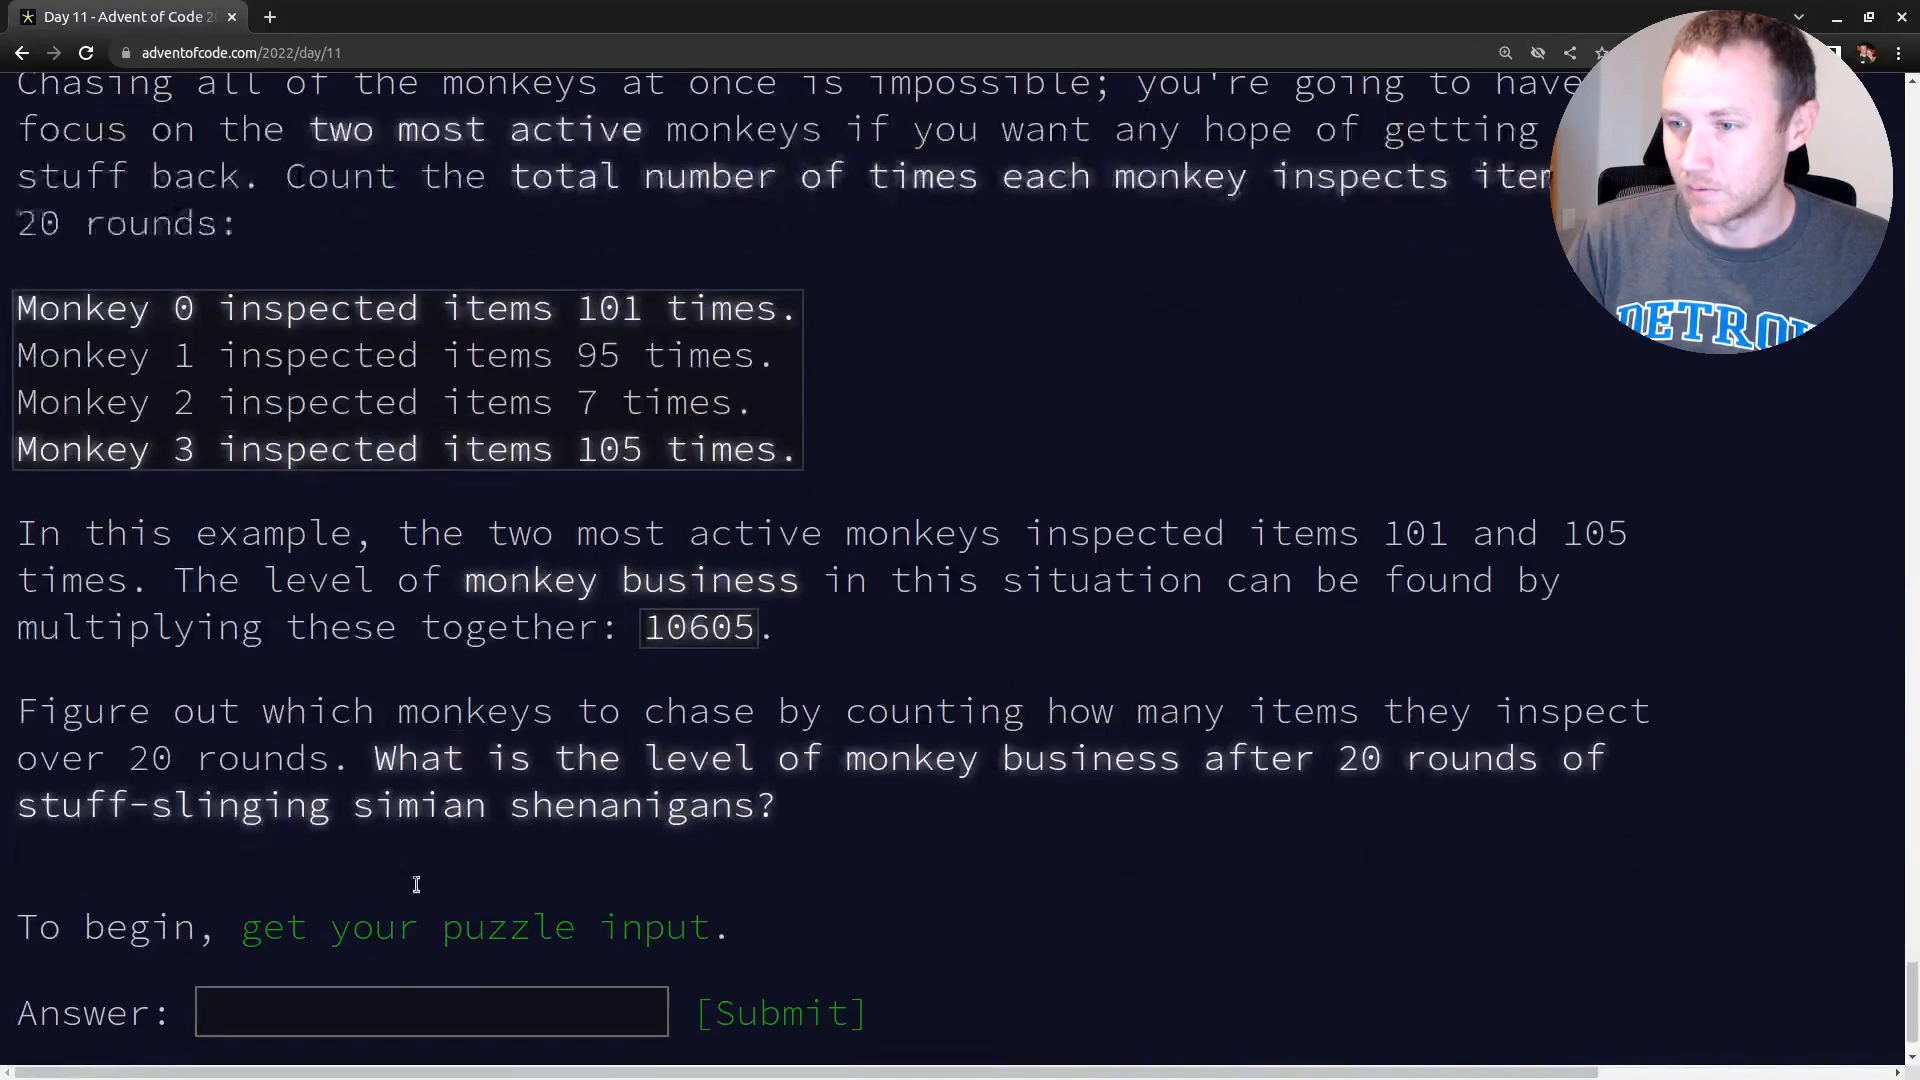 Day 11 - Advent of Code 20
adventofcode.com/2022/day/11
Chasing all of the monkeys at once is impossible; you're going to have
focus on the two most active monkeys if you want any hope of getting
stuff back. Count the total number of times each monkey inspects item
20 rounds:
Monkey 0 inspected items 101 times.
Monkey 1 inspected items 95 times.
Monkey 2 inspected items 7 times.
Monkey 3 inspected items 105 times.
In this example, the two most active monkeys inspected items 101 and 105
times. The level of monkey business in this situation can be found by
multiplying these together: 10605.
Figure out which monkeys to chase by counting how many items they inspect
over 20 rounds. What is the level of monkey business after 20 rounds of
stuff-slinging simian shenanigans?
To begin, get your puzzle input.
Answer: [Submit]